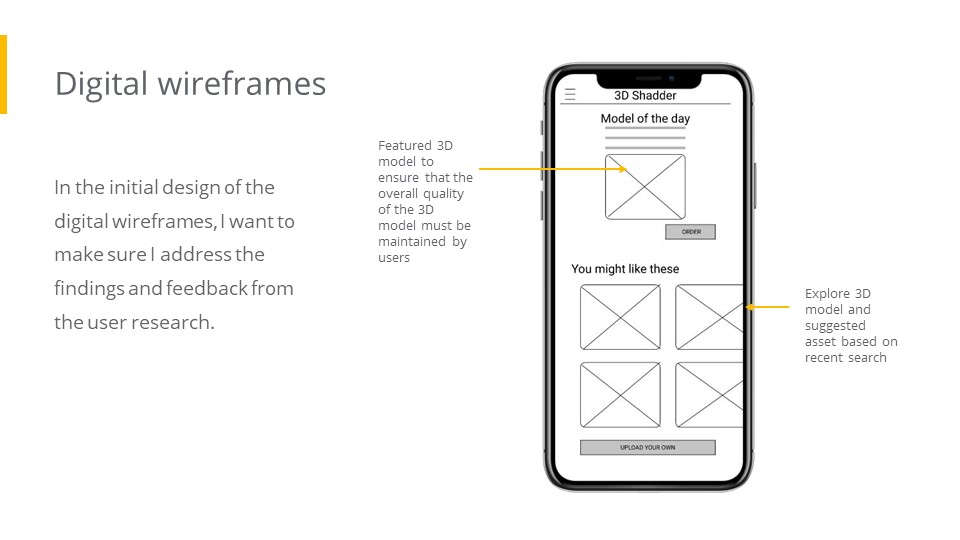 Digital wireframes
In the initial design of the
digital wireframes, I want to
make sure I address the
findings and feedback from
the user research.
Featured 3D
model to
ensure that the
overall quality
of the 3D
model must be
maintained by
users
3D Shadder
Model of the day
ORDER
You might like these
UPLOAD YOUR OWN
Explore 3D
model and
suggested
asset based on
recent search